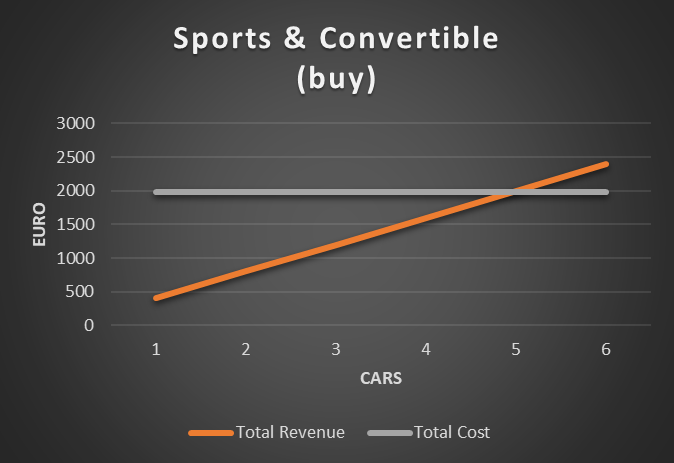 Sports & Convertible
(buy)
3000
2500
2000
1500
1000
500
0
EURO
1 2 3 4 5 6
CARS
Total Revenue Total Cost